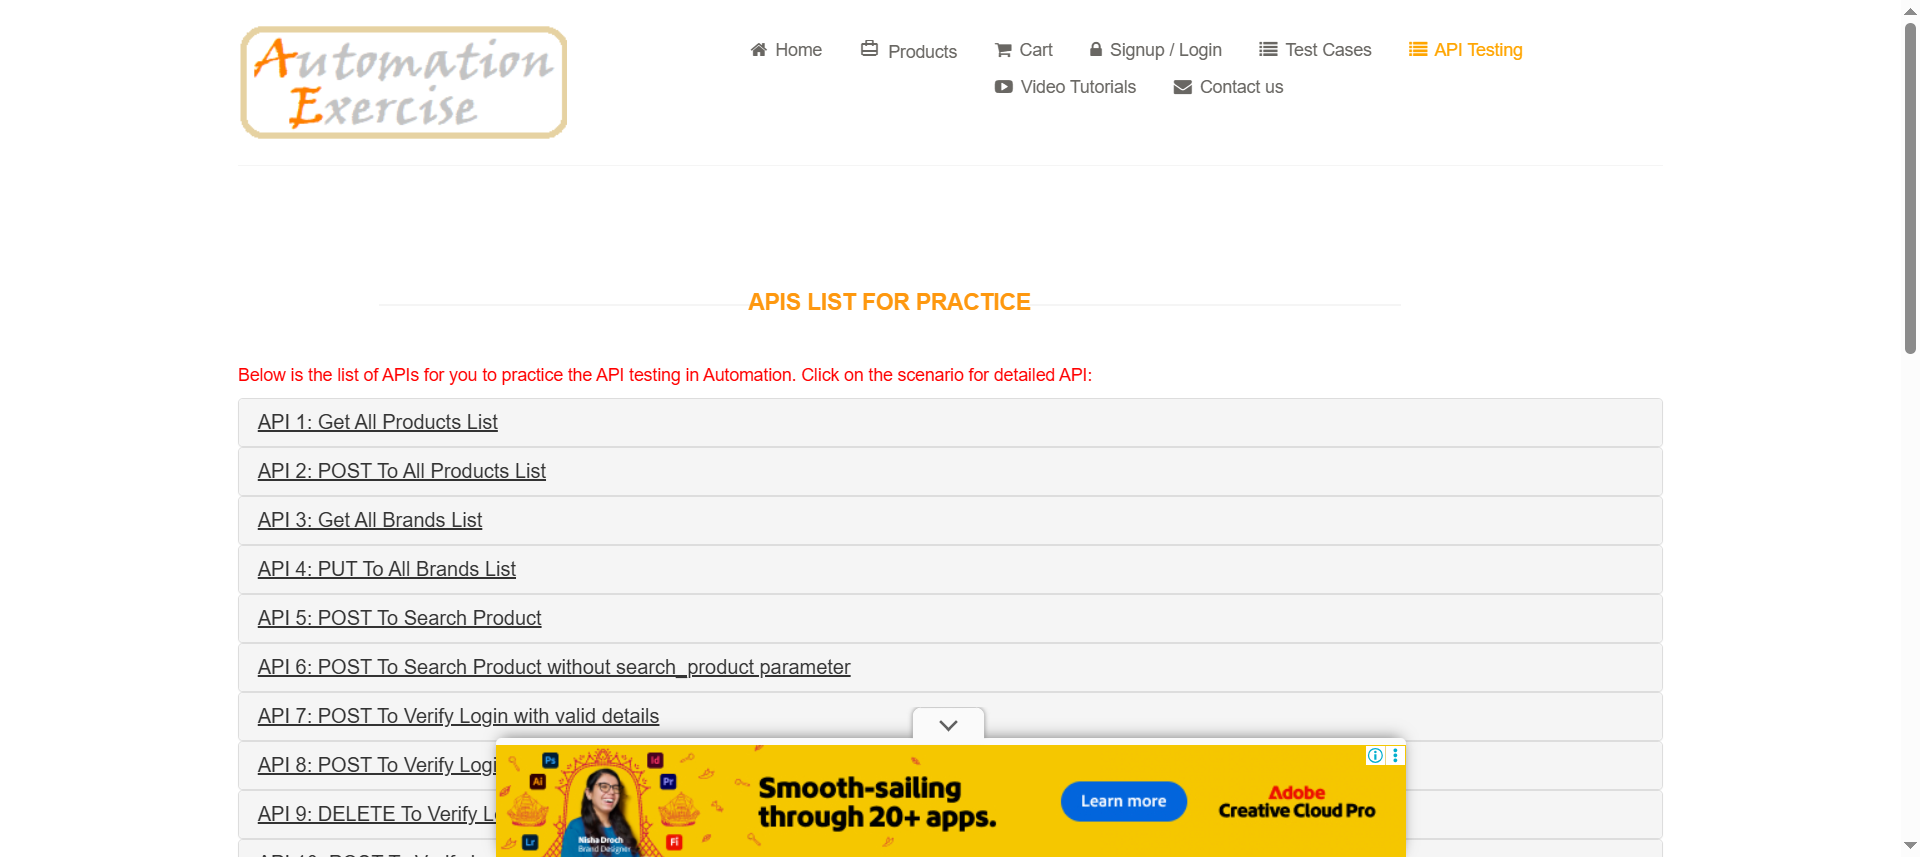 Automation
Exercise
Home Products Cart Signup / Login Test Cases API Testing
Video Tutorials Contact us
APIS LIST FOR PRACTICE
Below is the list of APIs for you to practice the API testing in Automation. Click on the scenario for detailed API:
API 1: Get All Products List
API 2: POST To All Products List
API 3: Get All Brands List
API 4: PUT To All Brands List
API 5: POST To Search Product
API 6: POST To Search Product without search_product parameter
API 7: POST To Verify Login with valid details
API 8: POST To Verify Logi
API 9: DELETE To Verify L
Ps
Id
Ai
Pr
Lr
Fi
Nisha Droch
Brand Designer
Smooth-sailing
through 20+ apps.
Learn more
Adobe
Creative Cloud Pro